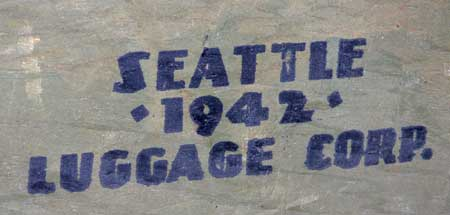 SEATTLE
· 1942 ·
LUGGAGE CORP.